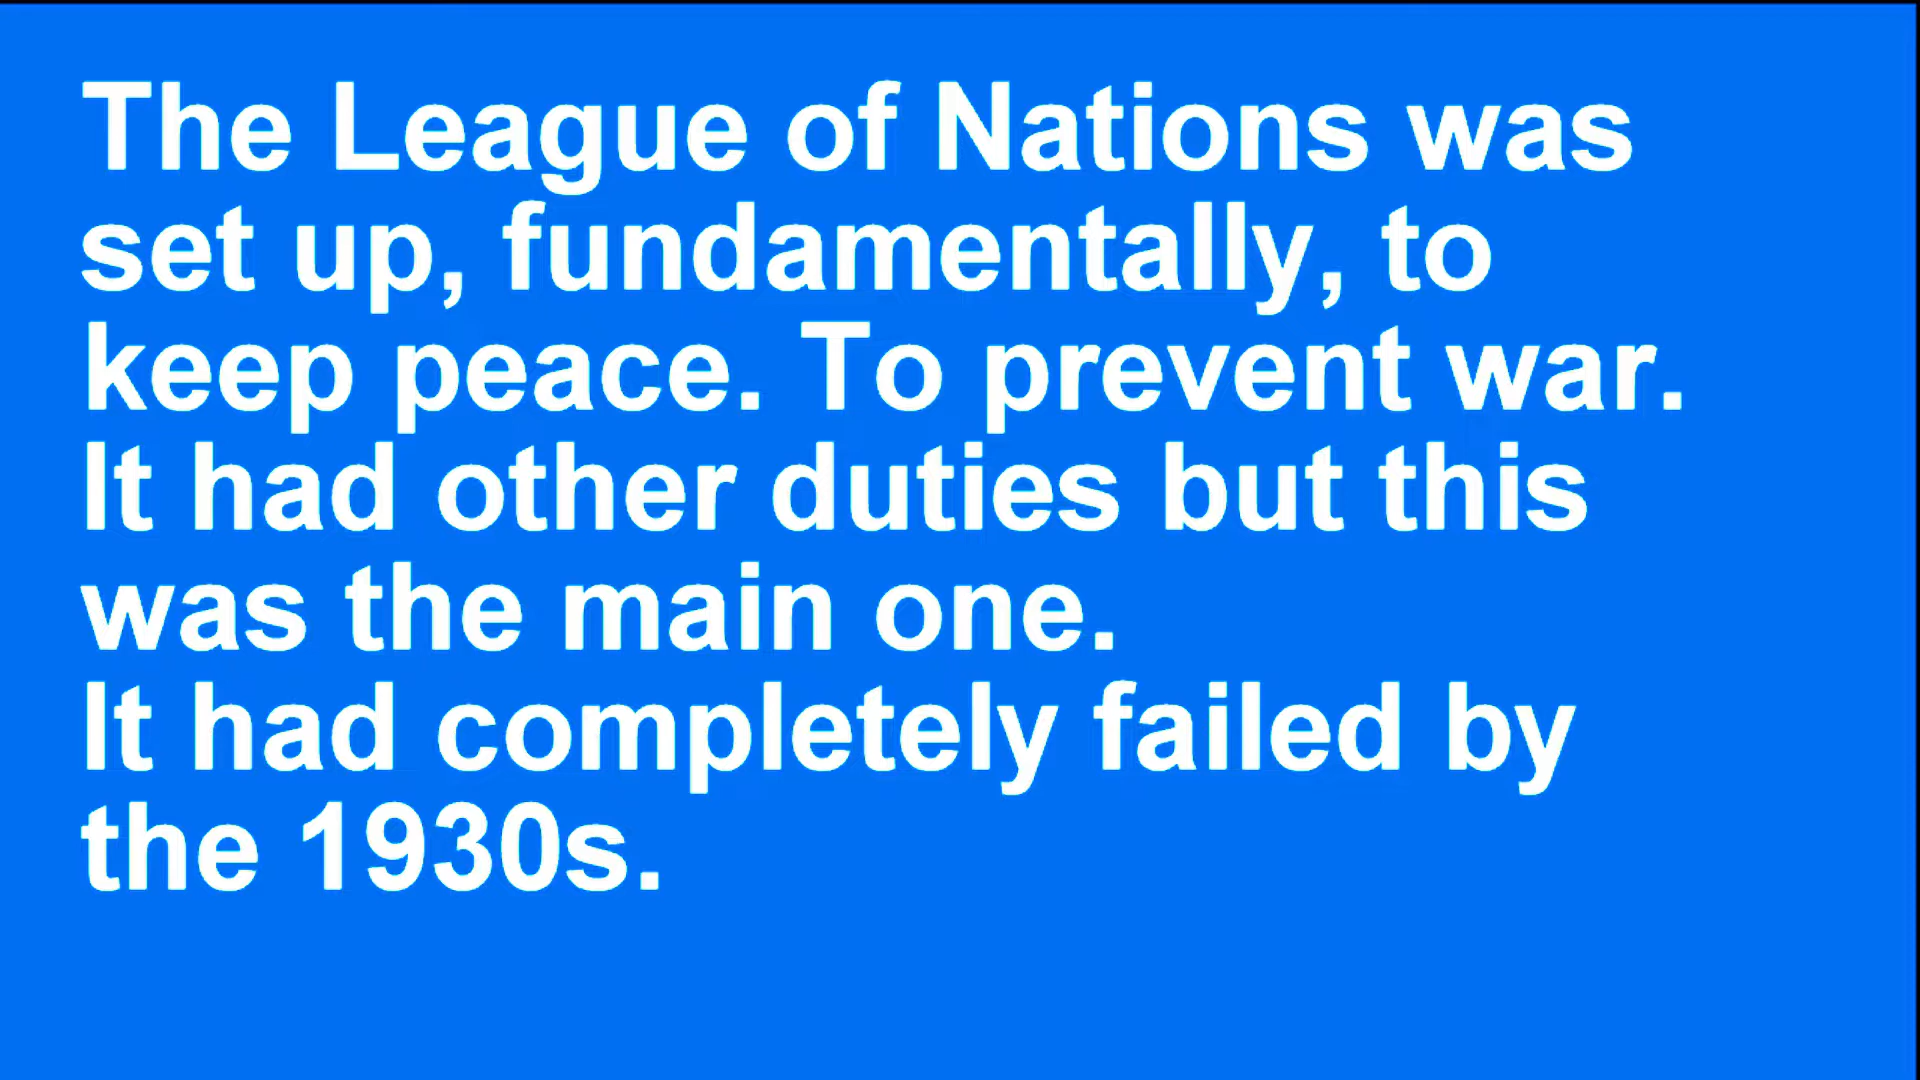 The League of Nations was
set up, fundamentally, to
keep peace. To prevent war.
It had other duties but this
was the main one.
It had completely failed by
the 1930s.